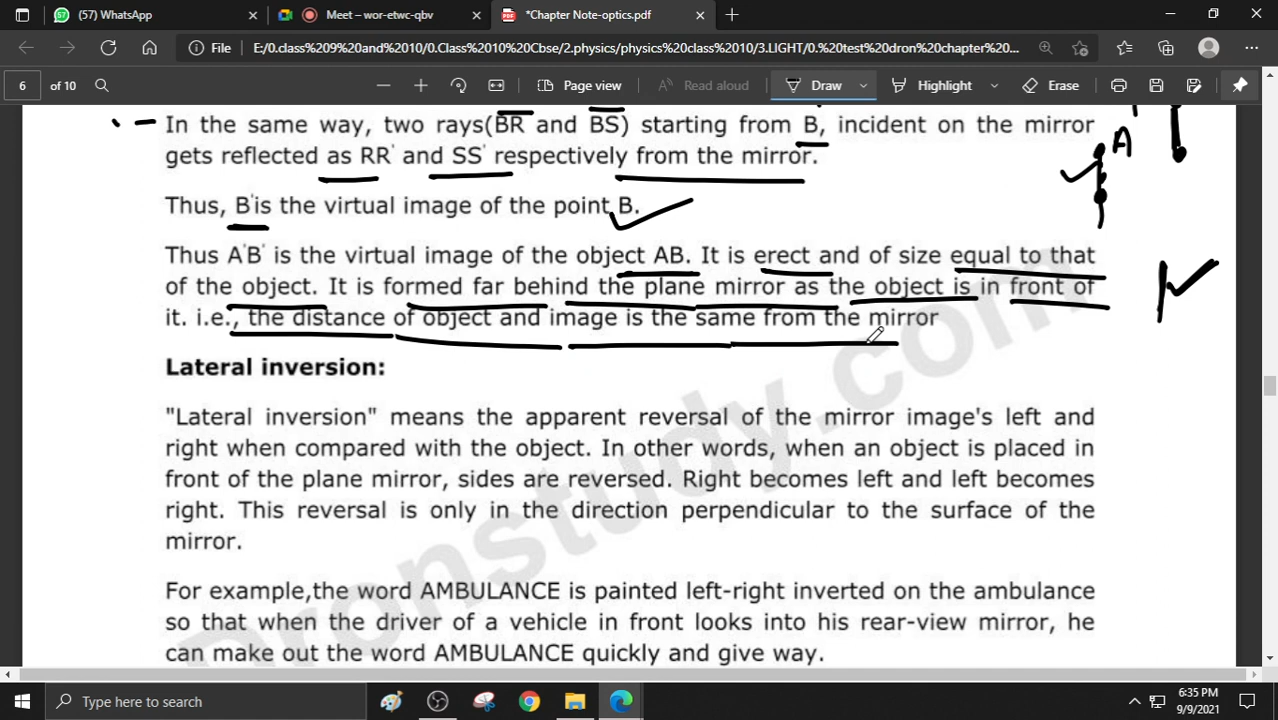 (57) WhatsApp
Meet – wor-etwc-qbv
*Chapter Note-optics.pdf
File
E:/0.class%209%20and%2010/0.Class%2010%20Cbse/2.physics/physics%20class%2010/3.LIGHT/0.%20test%20dron%20chapter%20...
6 of 10
Page view
Read aloud
Draw
Highlight
Erase
In the same way, two rays(BR and BS) starting from B, incident on the mirror
gets reflected as RR' and SS' respectively from the mirror.
A
Thus, B'is the virtual image of the point B.
Thus A'B' is the virtual image of the object AB. It is erect and of size equal to that
of the object. It is formed far behind the plane mirror as the object is in front of
it. i.e., the distance of object and image is the same from the mirror
Lateral inversion:
"Lateral inversion" means the apparent reversal of the mirror image's left and
right when compared with the object. In other words, when an object is placed in
front of the plane mirror, sides are reversed. Right becomes left and left becomes
right. This reversal is only in the direction perpendicular to the surface of the
mirror.
For example,the word AMBULANCE is painted left-right inverted on the ambulance
so that when the driver of a vehicle in front looks into his rear-view mirror, he
can make out the word AMBULANCE quickly and give way.
Dronstudy.com
Type here to search
6:35 PM
9/9/2021